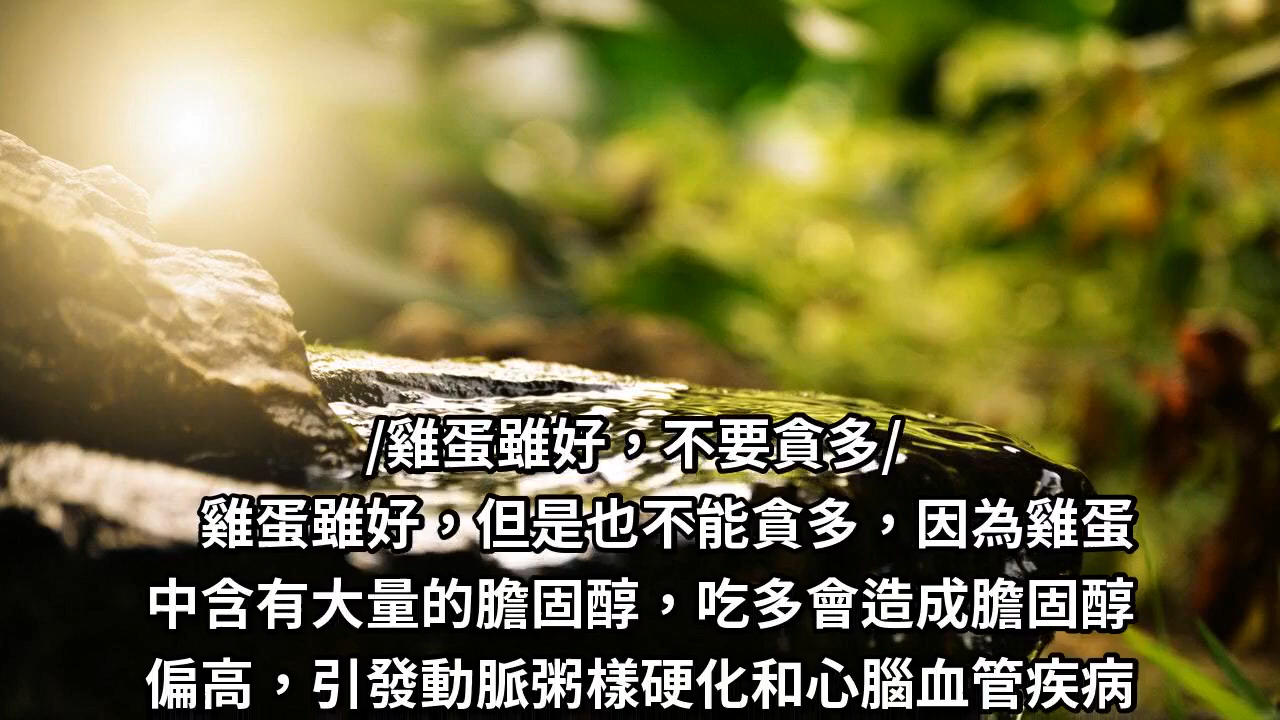 /雞蛋雖好，不要貪多/
雞蛋雖好，但是也不能貪多，因為雞蛋
中含有大量的膽固醇，吃多會造成膽固醇
偏高，引發動脈粥樣硬化和心腦血管疾病